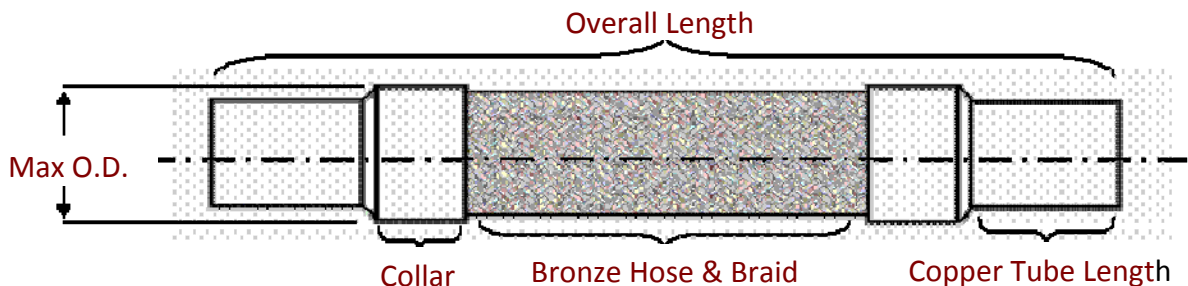 Overall Length
Max O.D.
Collar
Bronze Hose & Braid
Copper Tube Length